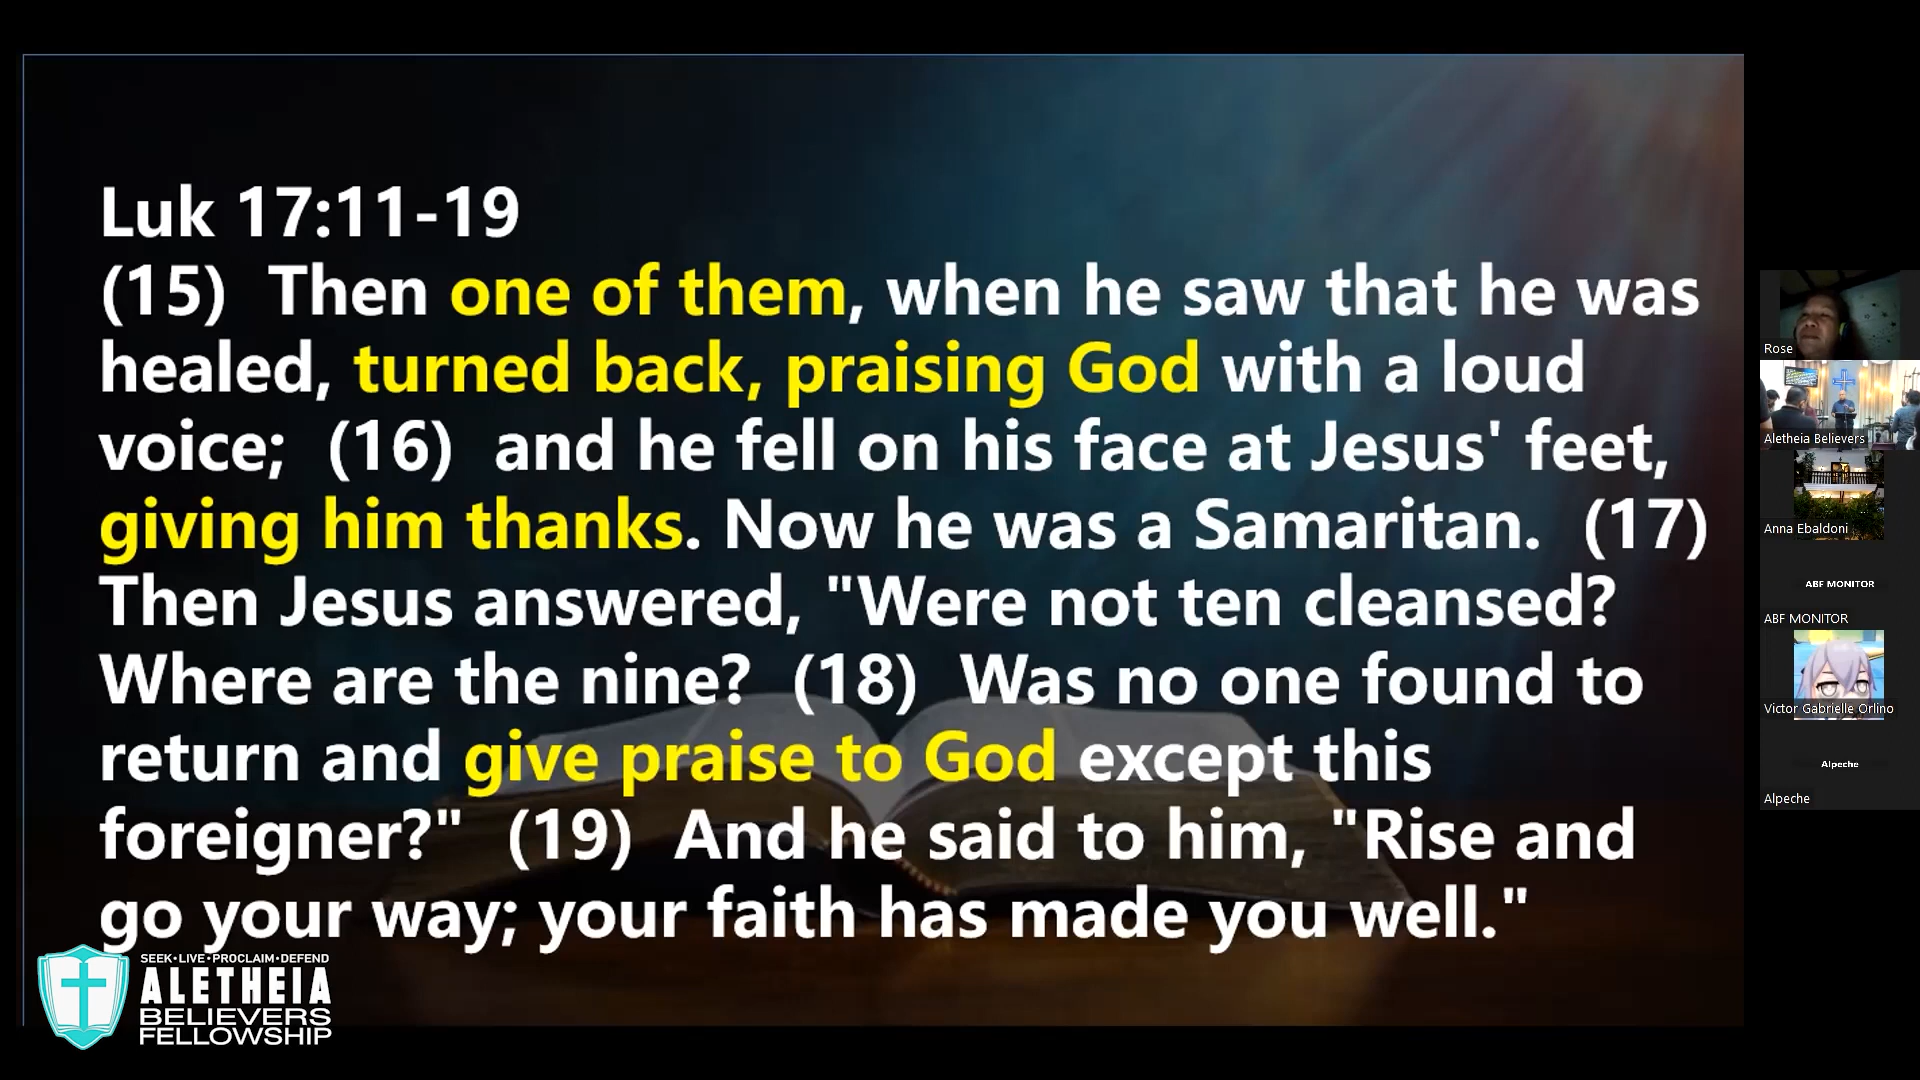 Luk 17:11-19
(15)  Then one of them, when he saw that he was
healed, turned back, praising God with a loud
voice;  (16)  and he fell on his face at Jesus' feet,
giving him thanks. Now he was a Samaritan.  (17)
Then Jesus answered, "Were not ten cleansed?
Where are the nine?  (18)  Was no one found to
return and give praise to God except this
foreigner?"  (19)  And he said to him, "Rise and
go your way; your faith has made you well."
SEEK•LIVE•PROCLAIM•DEFEND
ALETHEIA
BELIEVERS
FELLOWSHIP
Rose
Aletheia Believers
Anna Ebaldoni
ABF MONITOR
ABF MONITOR
Victor Gabrielle Orlino
Alpeche
Alpeche